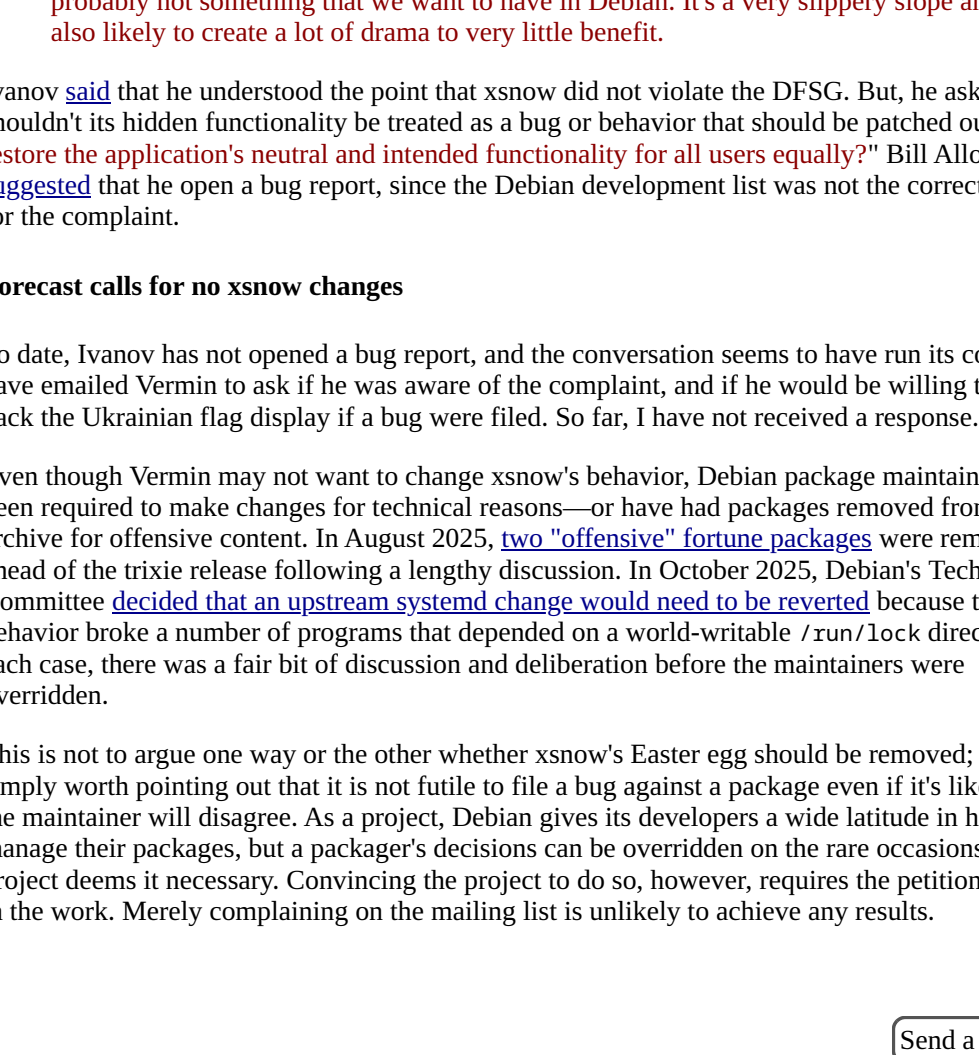 probably not something that we want to have in Debian. It's a very slippery slope
also likely to create a lot of drama to very little benefit.
vanov said that he understood the point that xsnow did not violate the DFSG. But, he ask
houldn't its hidden functionality be treated as a bug or behavior that should be patched
estore the application's neutral and intended functionality for all users equally?" Bill Allo
uggested that he open a bug report, since the Debian development list was not the correct
or the complaint.
orecast calls for no xsnow changes
o date, Ivanov has not opened a bug report, and the conversation seems to have run its
ave emailed Vermin to ask if he was aware of the complaint, and if he would be willing
ack the Ukrainian flag display if a bug were filed. So far, I have not received a response.
ven though Vermin may not want to change xsnow's behavior, Debian package maintain
een required to make changes for technical reasons—or have had packages removed
rchive for offensive content. In August 2025, two "offensive" fortune packages were rem
head of the trixie release following a lengthy discussion. In October 2025, Debian's Tech
ommittee decided that an upstream systemd change would need to be reverted because
ehavior broke a number of programs that depended on a world-writable /run/lock direc
ach case, there was a fair bit of discussion and deliberation before the maintainers were
verridden.
his is not to argue one way or the other whether xsnow's Easter egg should be removed;
mply worth pointing out that it is not futile to file a bug against a package even if it's
he maintainer will disagree. As a project, Debian gives its developers a wide latitude in
anage their packages, but a packager's decisions can be overridden on the rare occasions
roject deems it necessary. Convincing the project to do so, however, requires the petition
the work. Merely complaining on the mailing list is unlikely to achieve any results.
Send a